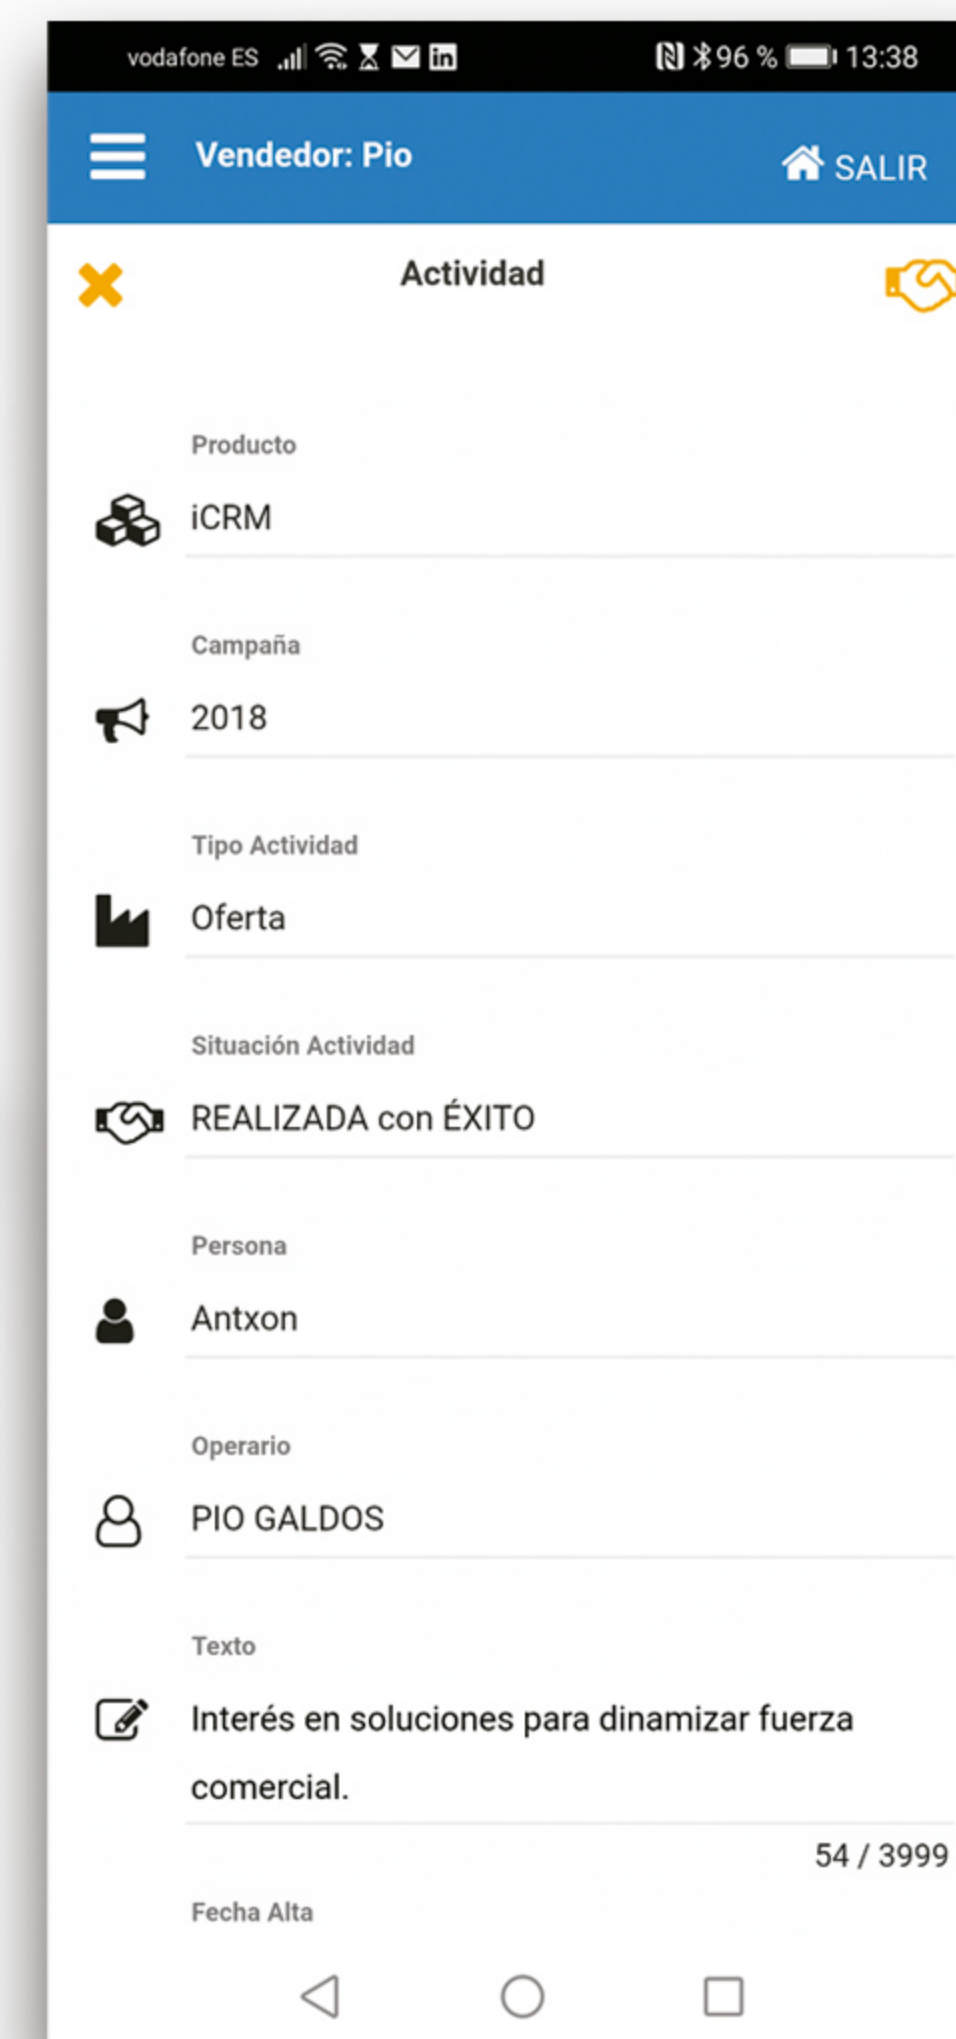 vodafone ES in 96 % 13:38
Vendedor: Pio SALIR
Actividad
Producto
iCRM
Campaña
2018
Tipo Actividad
Oferta
Situación Actividad
REALIZADA con ÉXITO
Persona
Antxon
Operario
PIO GALDOS
Texto
Interés en soluciones para dinamizar fuerza
comercial.
54 / 3999
Fecha Alta